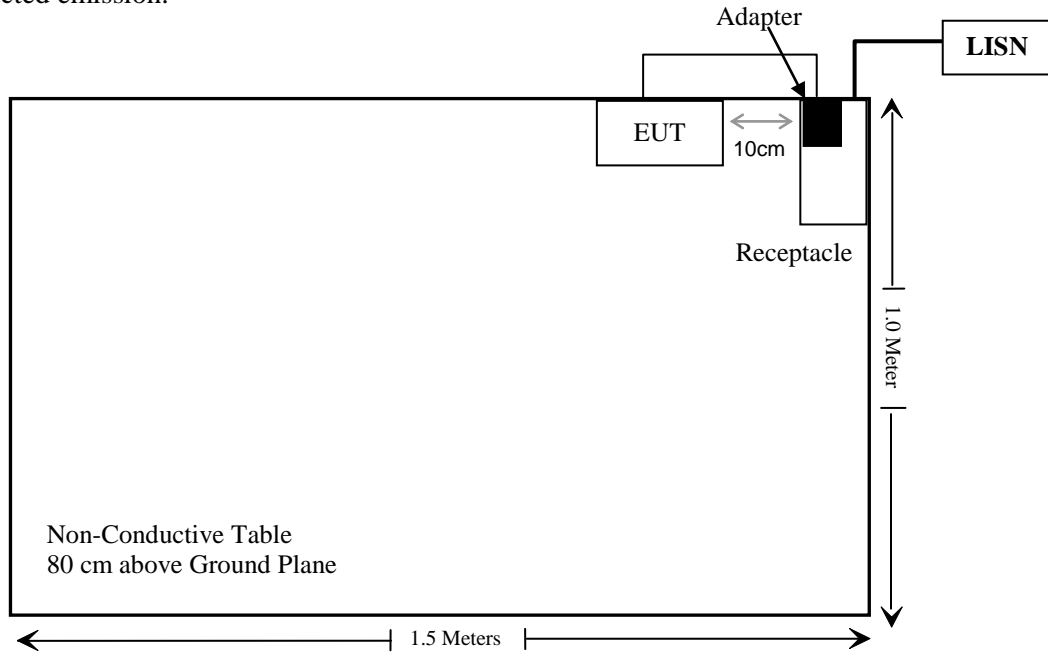 emission.
Adapter
LISN
EUT
10cm
Receptacle
1.0 Meter
Non-Conductive Table
80 cm above Ground Plane
1.5 Meters